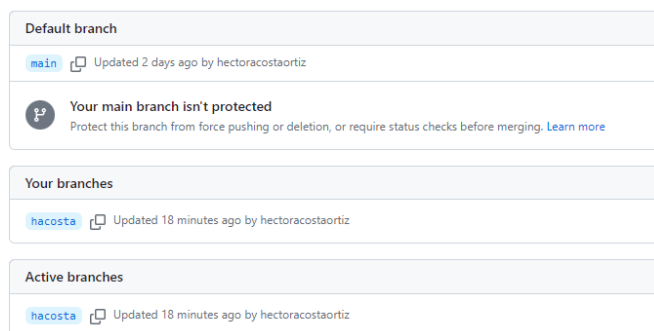 Default branch
main Updated 2 days ago by hectoracostaortiz
Your main branch isn't protected
Protect this branch from force pushing or deletion, or require status checks before merging. Learn more
Your branches
hacosta Updated 18 minutes ago by hectoracostaortiz
Active branches
hacosta Updated 18 minutes ago by hectoracostaortiz